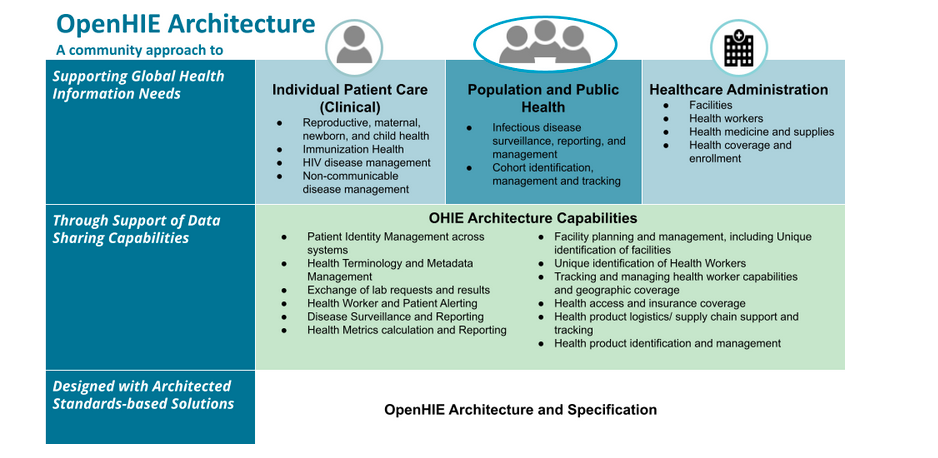 OpenHIE Architecture
A community approach to
Supporting Global Health
Information Needs
Individual Patient Care
(Clinical)
● Reproductive, maternal,
newborn, and child health
● Immunization Health
● HIV disease management
● Non-communicable
disease management
Population and Public
Health
● Infectious disease
surveillance, reporting, and
management
● Cohort identification,
management and tracking
Healthcare Administration
● Facilities
● Health workers
● Health medicine and supplies
● Health coverage and
enrollment
Through Support of Data
Sharing Capabilities
OHIE Architecture Capabilities
● Patient Identity Management across
systems
● Health Terminology and Metadata
Management
● Exchange of lab requests and results
● Health Worker and Patient Alerting
● Disease Surveillance and Reporting
● Health Metrics calculation and Reporting
● Facility planning and management, including Unique
identification of facilities
● Unique identification of Health Workers
● Tracking and managing health worker capabilities
and geographic coverage
● Health access and insurance coverage
● Health product logistics/ supply chain support and
tracking
● Health product identification and management
Designed with Architected
Standards-based Solutions
OpenHIE Architecture and Specification